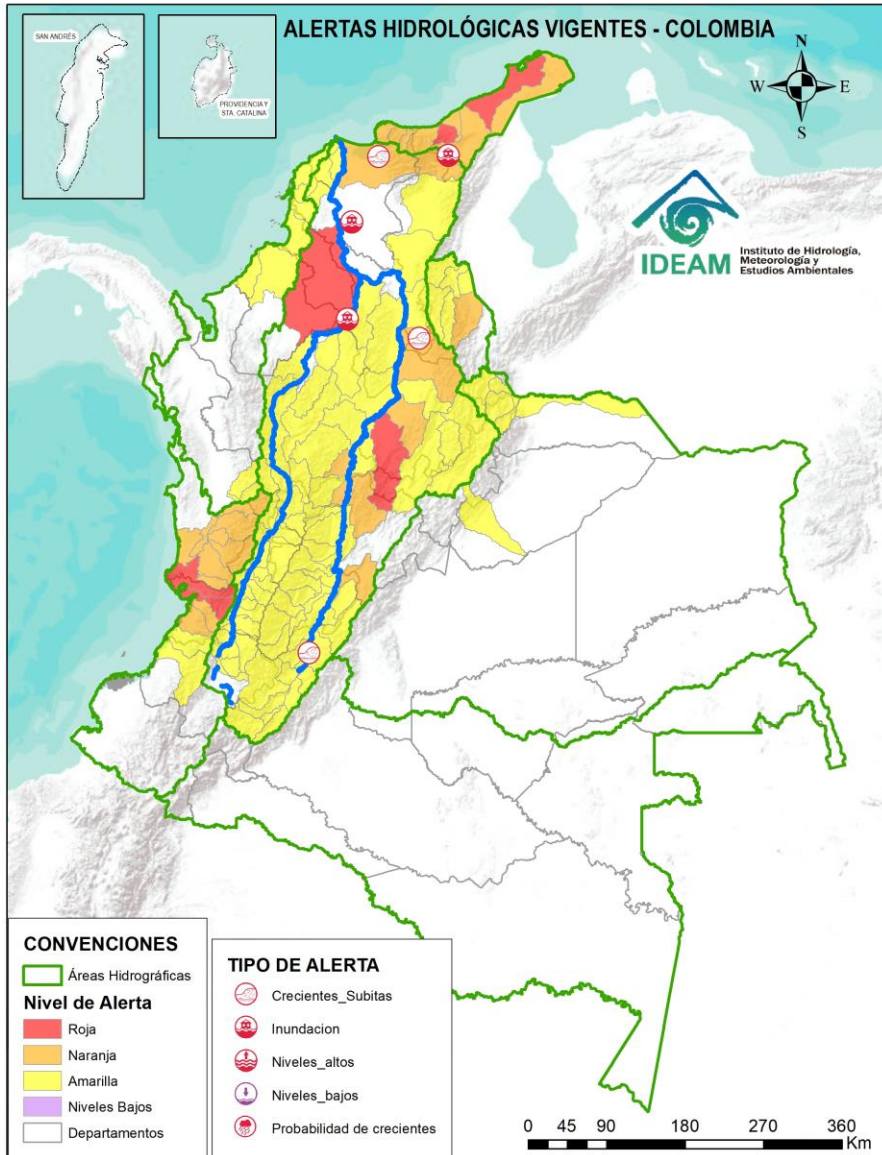 ALERTAS HIDROLÓGICAS VIGENTES - COLOMBIA
SAN ANDRÉS
PROVIDENCIA Y
STA. CATALINA
N
W
E
S
IDEAM
Instituto de Hidrología,
Meteorología y
Estudios Ambientales
CONVENCIONES
Áreas Hidrográficas
Nivel de Alerta
Roja
Naranja
Amarilla
Niveles Bajos
Departamentos
TIPO DE ALERTA
Crecientes_Subitas
Inundacion
Niveles_altos
Niveles_bajos
Probabilidad de crecientes
0 45 90 180 270 360
Km